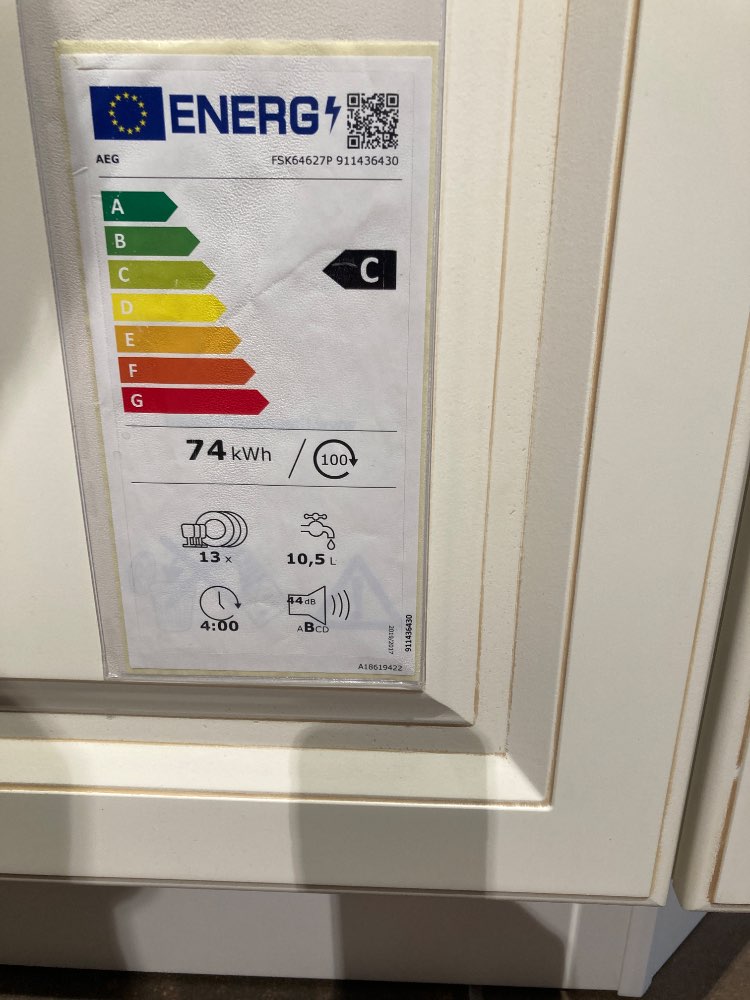 ENERG
AEG
FSK64627P 911436430
A
B
C
C
D
E
F
G
74 kWh / 100
13 x
10,5 L
4:00
44 dB
ABCD
2019/2017
911436430
A18619422